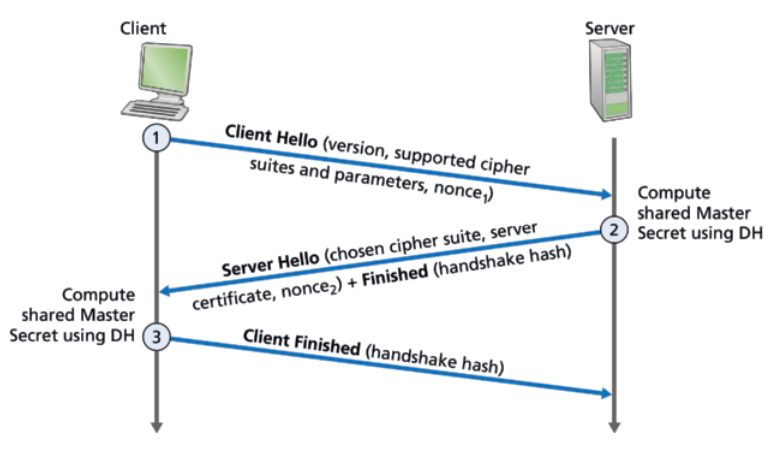 Client
Server
1
Client Hello (version, supported cipher
suites and parameters, nonce₁)
Compute
shared Master
Secret using DH
2
Server Hello (chosen cipher suite, server
certificate, nonce₂) + Finished (handshake hash)
Compute
shared Master
Secret using DH
3
Client Finished (handshake hash)